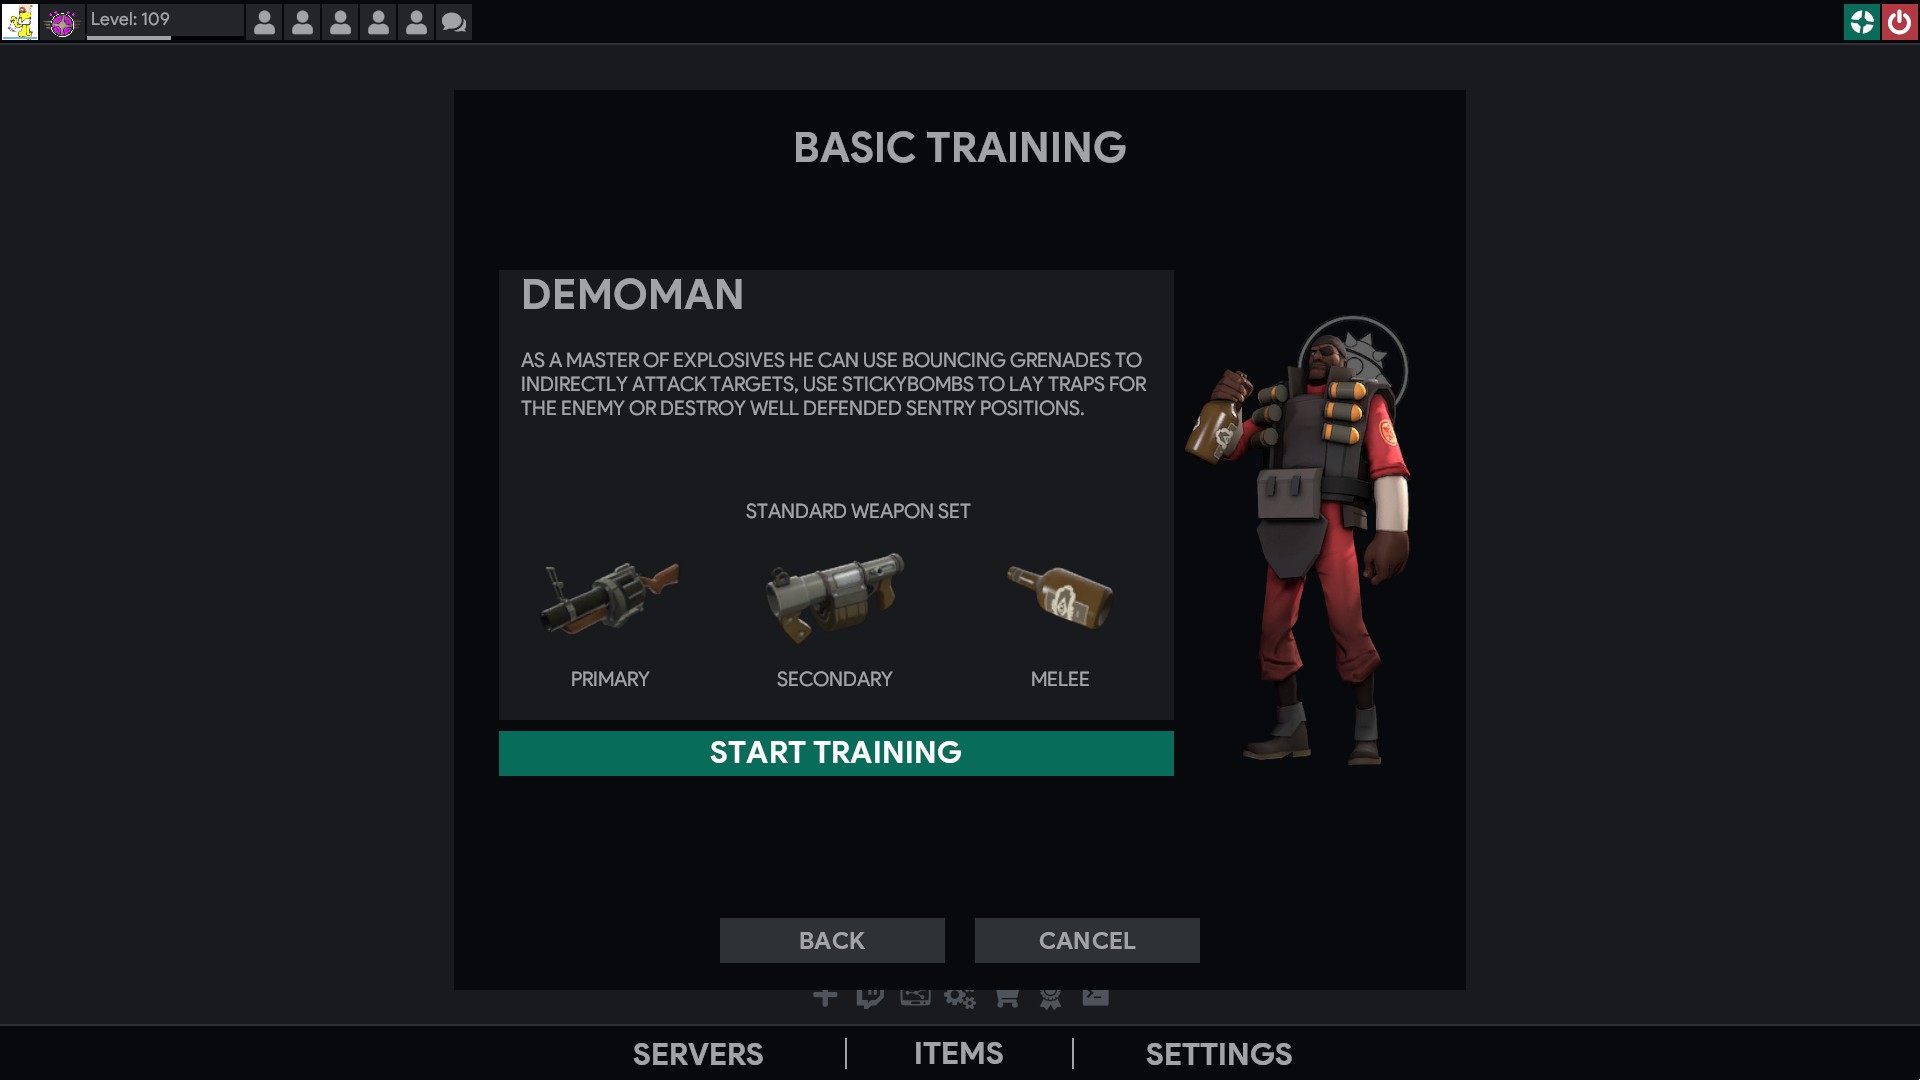 Level: 109
BASIC TRAINING
DEMOMAN
AS A MASTER OF EXPLOSIVES HE CAN USE BOUNCING GRENADES TO
INDIRECTLY ATTACK TARGETS, USE STICKYBOMBS TO LAY TRAPS FOR
THE ENEMY OR DESTROY WELL DEFENDED SENTRY POSITIONS.
STANDARD WEAPON SET
PRIMARY
SECONDARY
MELEE
START TRAINING
BACK
CANCEL
SERVERS
ITEMS
SETTINGS